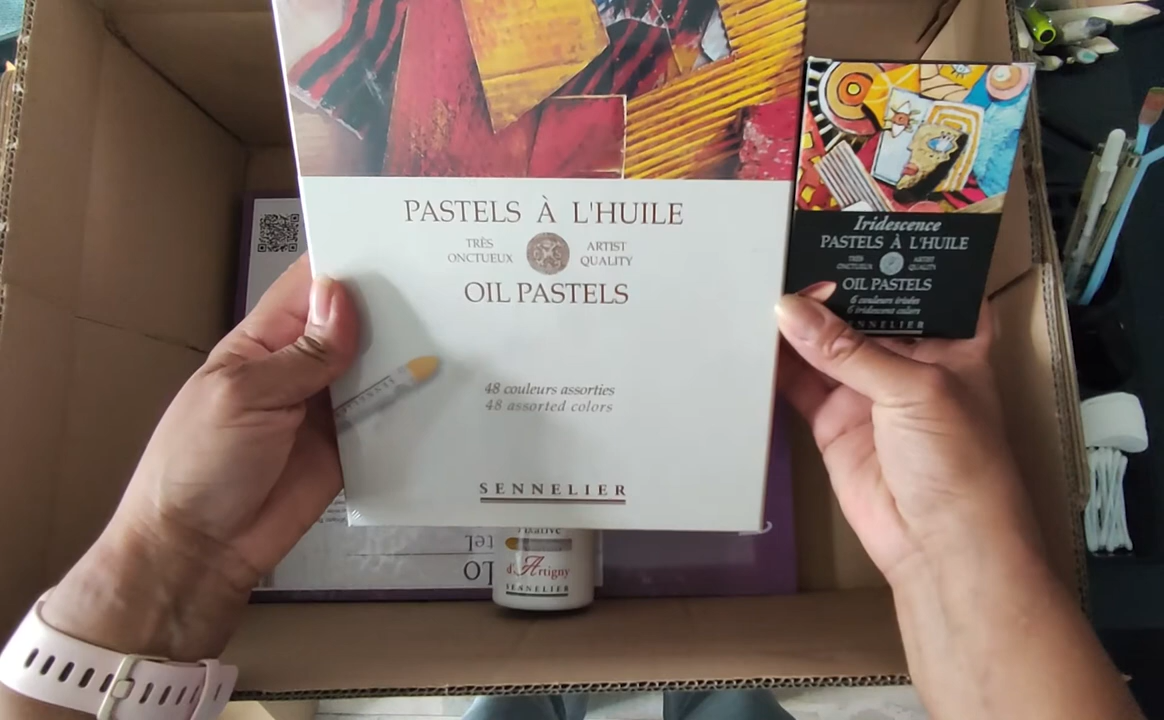 PASTELS À L'HUILE
TRÈS ONCTUEUX
ARTIST QUALITY
OIL PASTELS
48 couleurs assorties
48 assorted colors
SENNELIER
Iridescence
PASTELS À L'HUILE
TRÈS ONCTUEUX
ARTIST QUALITY
OIL PASTELS
6 couleurs irisées
6 iridescent colors
SENNELIER
d'Artigny
SENNELIER